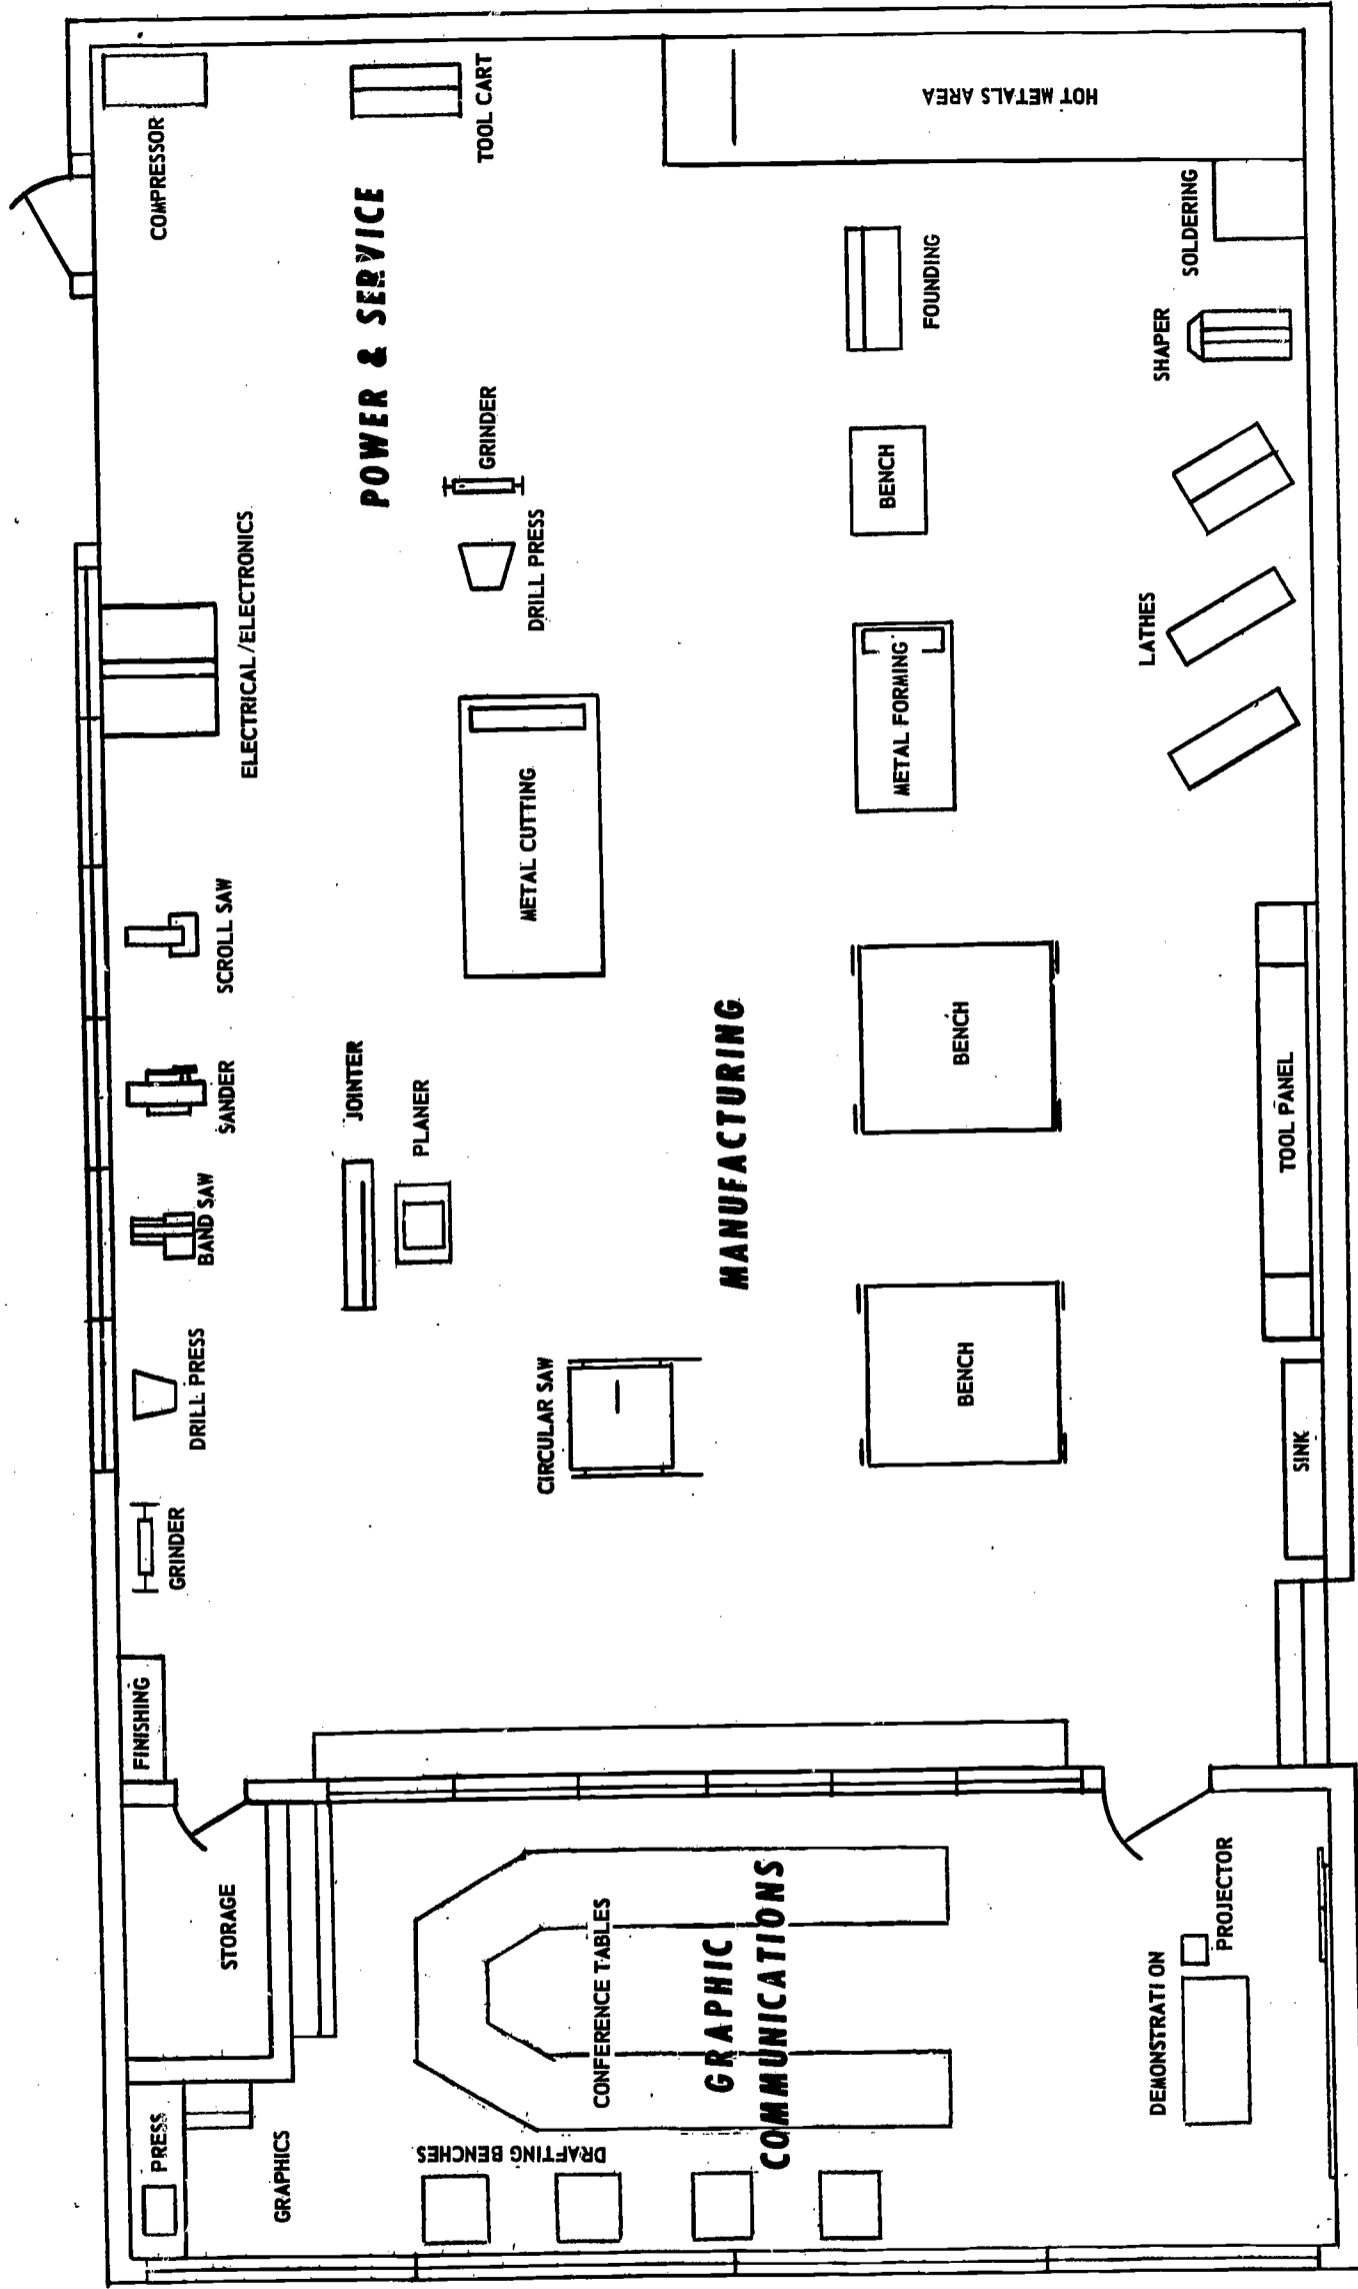 PRESS
GRAPHICS
STORAGE
FINISHING
GRINDER
DRILL PRESS
BAND SAW
SANDER
SCROLL SAW
ELECTRICAL/ELECTRONICS
COMPRESSOR
JOINTER
PLANER
POWER & SERVICE
TOOL CART
GRINDER
DRILL PRESS
METAL CUTTING
CIRCULAR SAW
DRAFTING BENCHES
CONFERENCE TABLES
GRAPHIC
COMMUNICATIONS
MANUFACTURING
BENCH
BENCH
METAL FORMING
BENCH
FOUNDING
HOT METALS AREA
DEMONSTRATION
PROJECTOR
SINK
TOOL PANEL
LATHES
SHAPER
SOLDERING